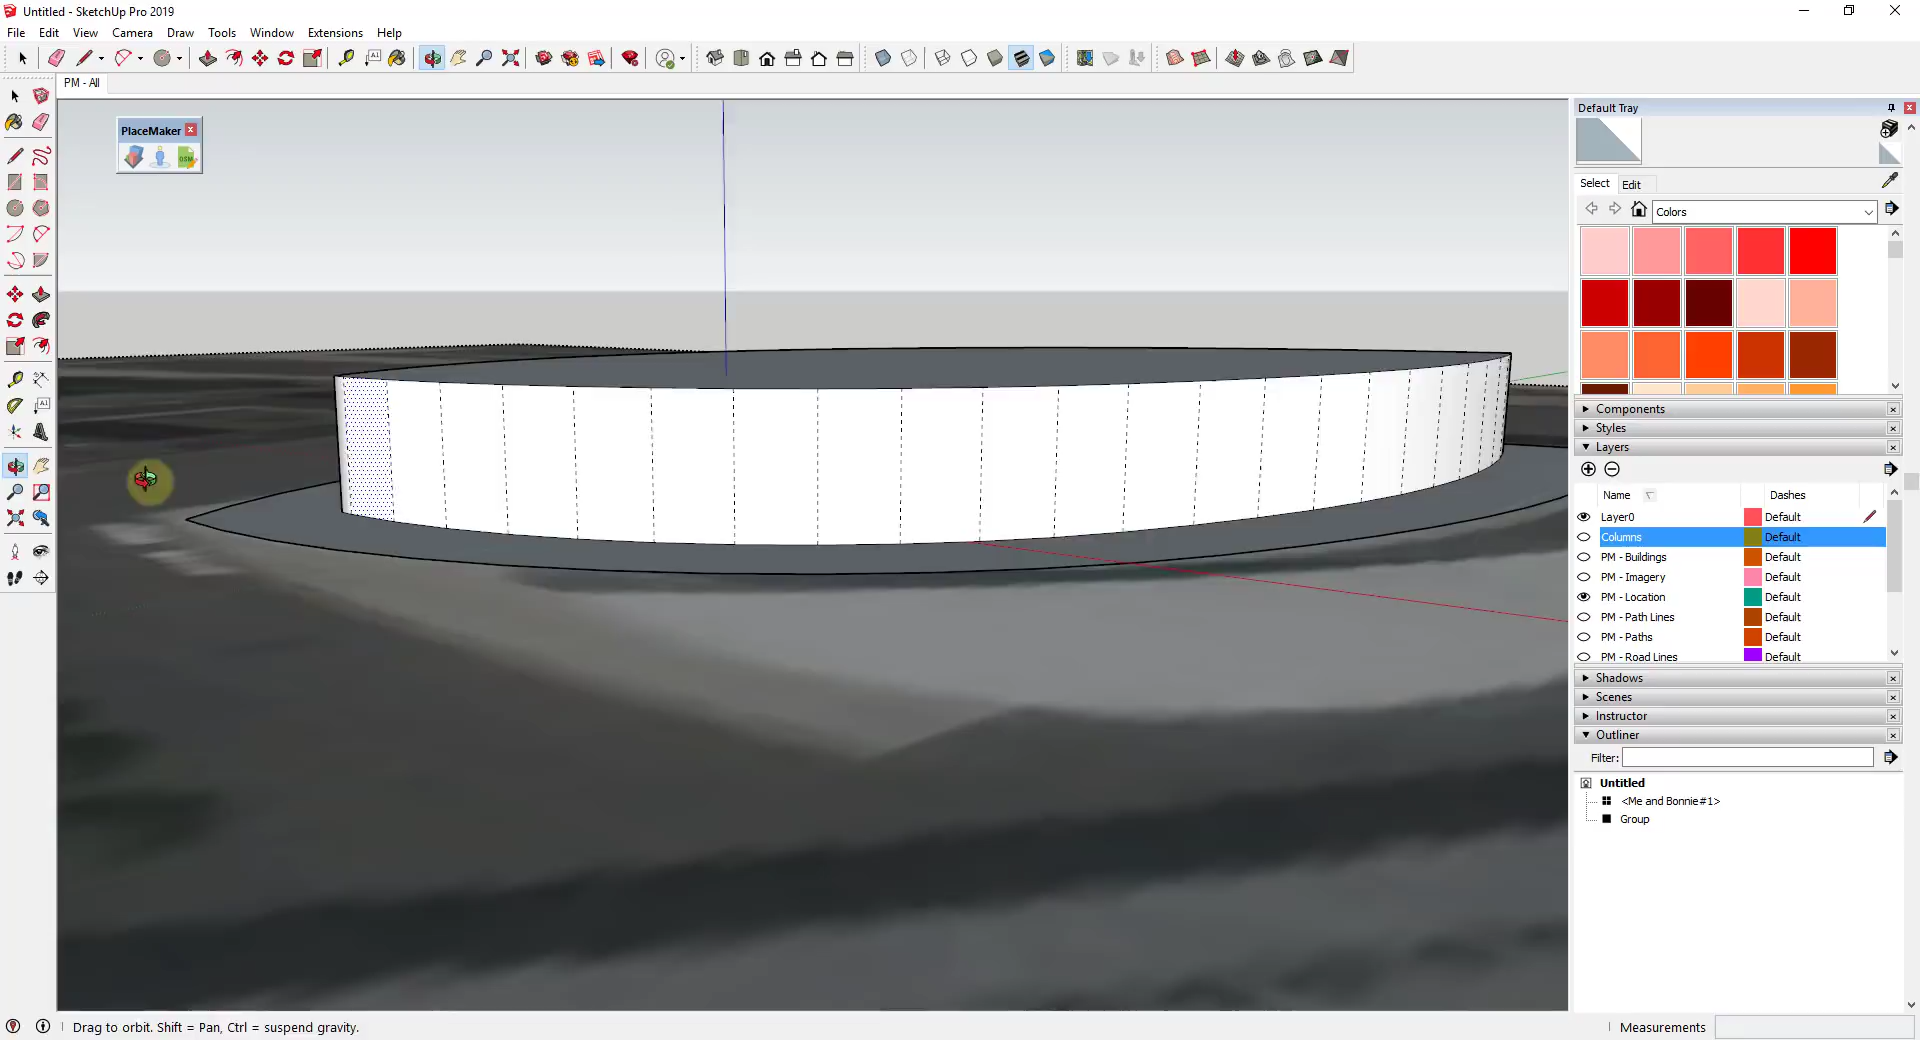 Untitled - SketchUp Pro 2019
File Edit View Camera Draw Tools Window Extensions Help
PM - All
Default Tray
PlaceMaker
OSM
Select Edit
Colors
Components
Styles
Layers
Name Dashes
Layer0 Default
Columns Default
PM - Buildings Default
PM - Imagery Default
PM - Location Default
PM - Path Lines Default
PM - Paths Default
PM - Road Lines Default
Shadows
Scenes
Instructor
Outliner
Filter:
Untitled
<Me and Bonnie#1>
Group
Drag to orbit. Shift = Pan, Ctrl = suspend gravity.
Measurements